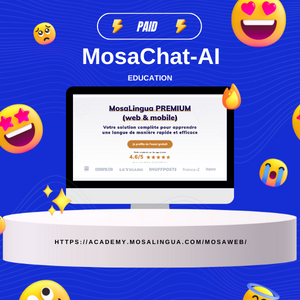 PAID
MosaChat-AI
EDUCATION
MosaLingua PREMIUM
(web & mobile)
Votre solution complète pour apprendre
une langue de manière rapide et efficace
4.6/5
HTTPS://ACADEMY.MOSALINGUA.COM/MOSAWEB/